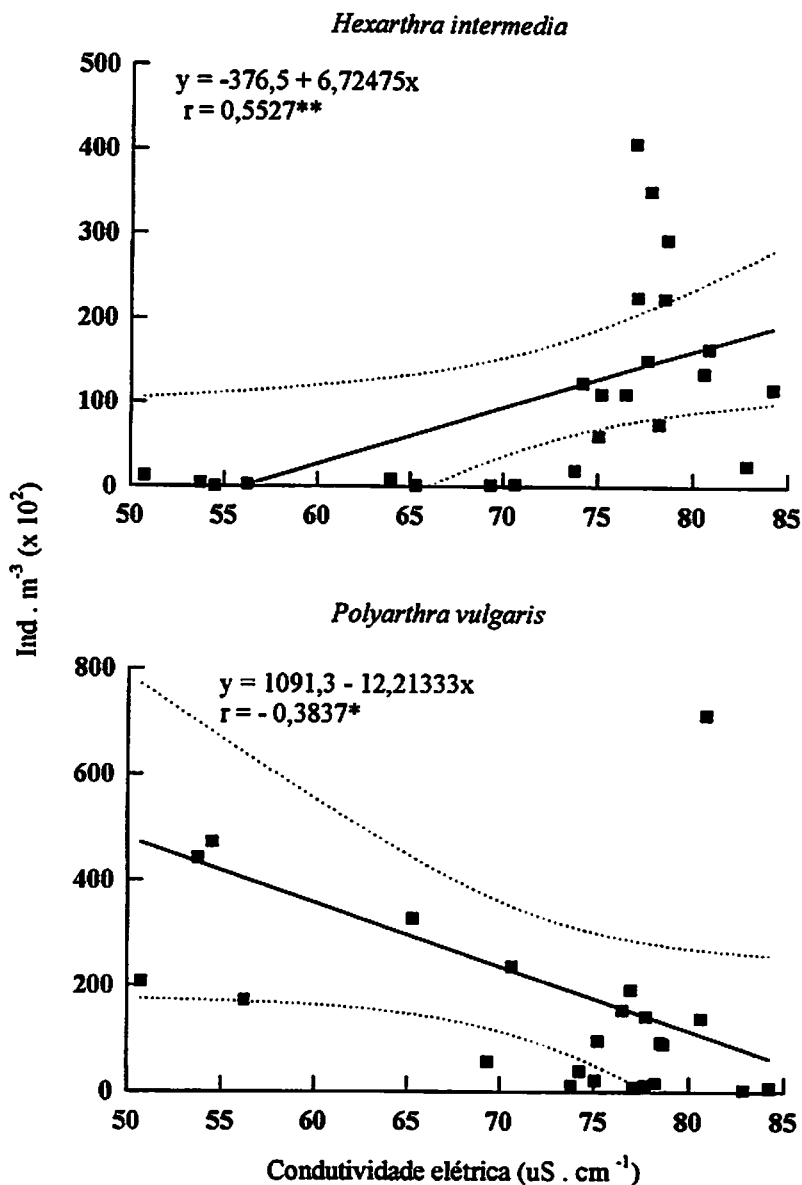 Hexarthra intermedia
500
400
300
200
100
0
y = -376,5 + 6,72475x
r = 0,5527**
50 55 60 65 70 75 80 85
Ind . m⁻³ (x 10²)
Polyarthra vulgaris
800
600
400
200
0
y = 1091,3 - 12,21333x
r = - 0,3837*
50 55 60 65 70 75 80 85
Condutividade elétrica (uS . cm⁻¹)